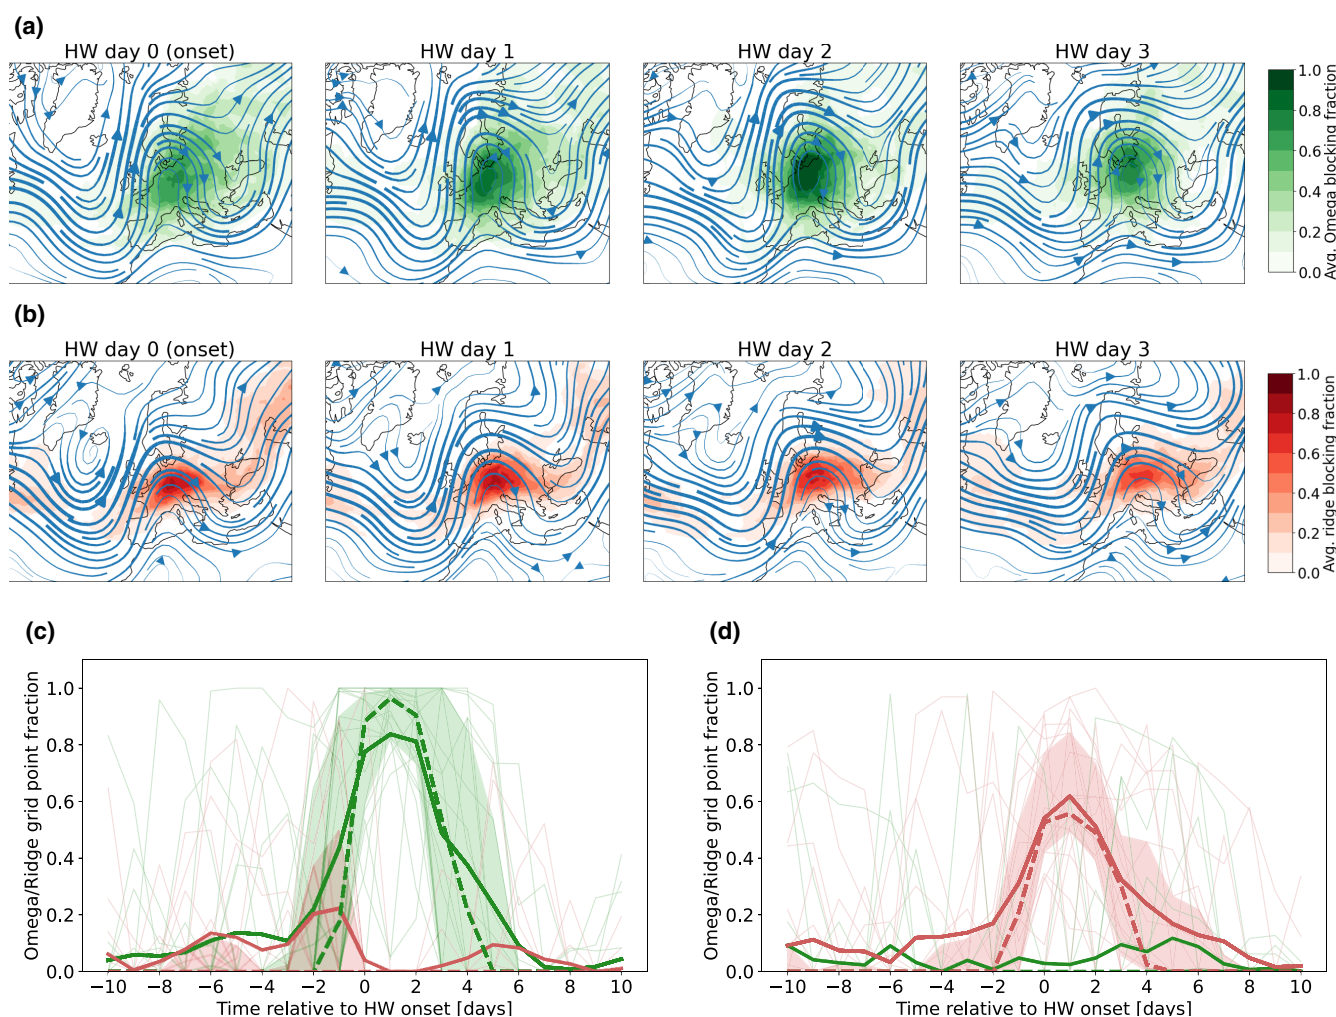 (a)
HW day 0 (onset)
HW day 1
HW day 2
HW day 3
1.0
0.8
0.6
0.4
0.2
0.0
Avg. Omega blocking fraction
(b)
HW day 0 (onset)
HW day 1
HW day 2
HW day 3
1.0
0.8
0.6
0.4
0.2
0.0
Avg. ridge blocking fraction
(c)
Omega/Ridge grid point fraction
1.0
0.8
0.6
0.4
0.2
0.0
−10 −8 −6 −4 −2 0 2 4 6 8 10
Time relative to HW onset [days]
(d)
Omega/Ridge grid point fraction
1.0
0.8
0.6
0.4
0.2
0.0
−10 −8 −6 −4 −2 0 2 4 6 8 10
Time relative to HW onset [days]